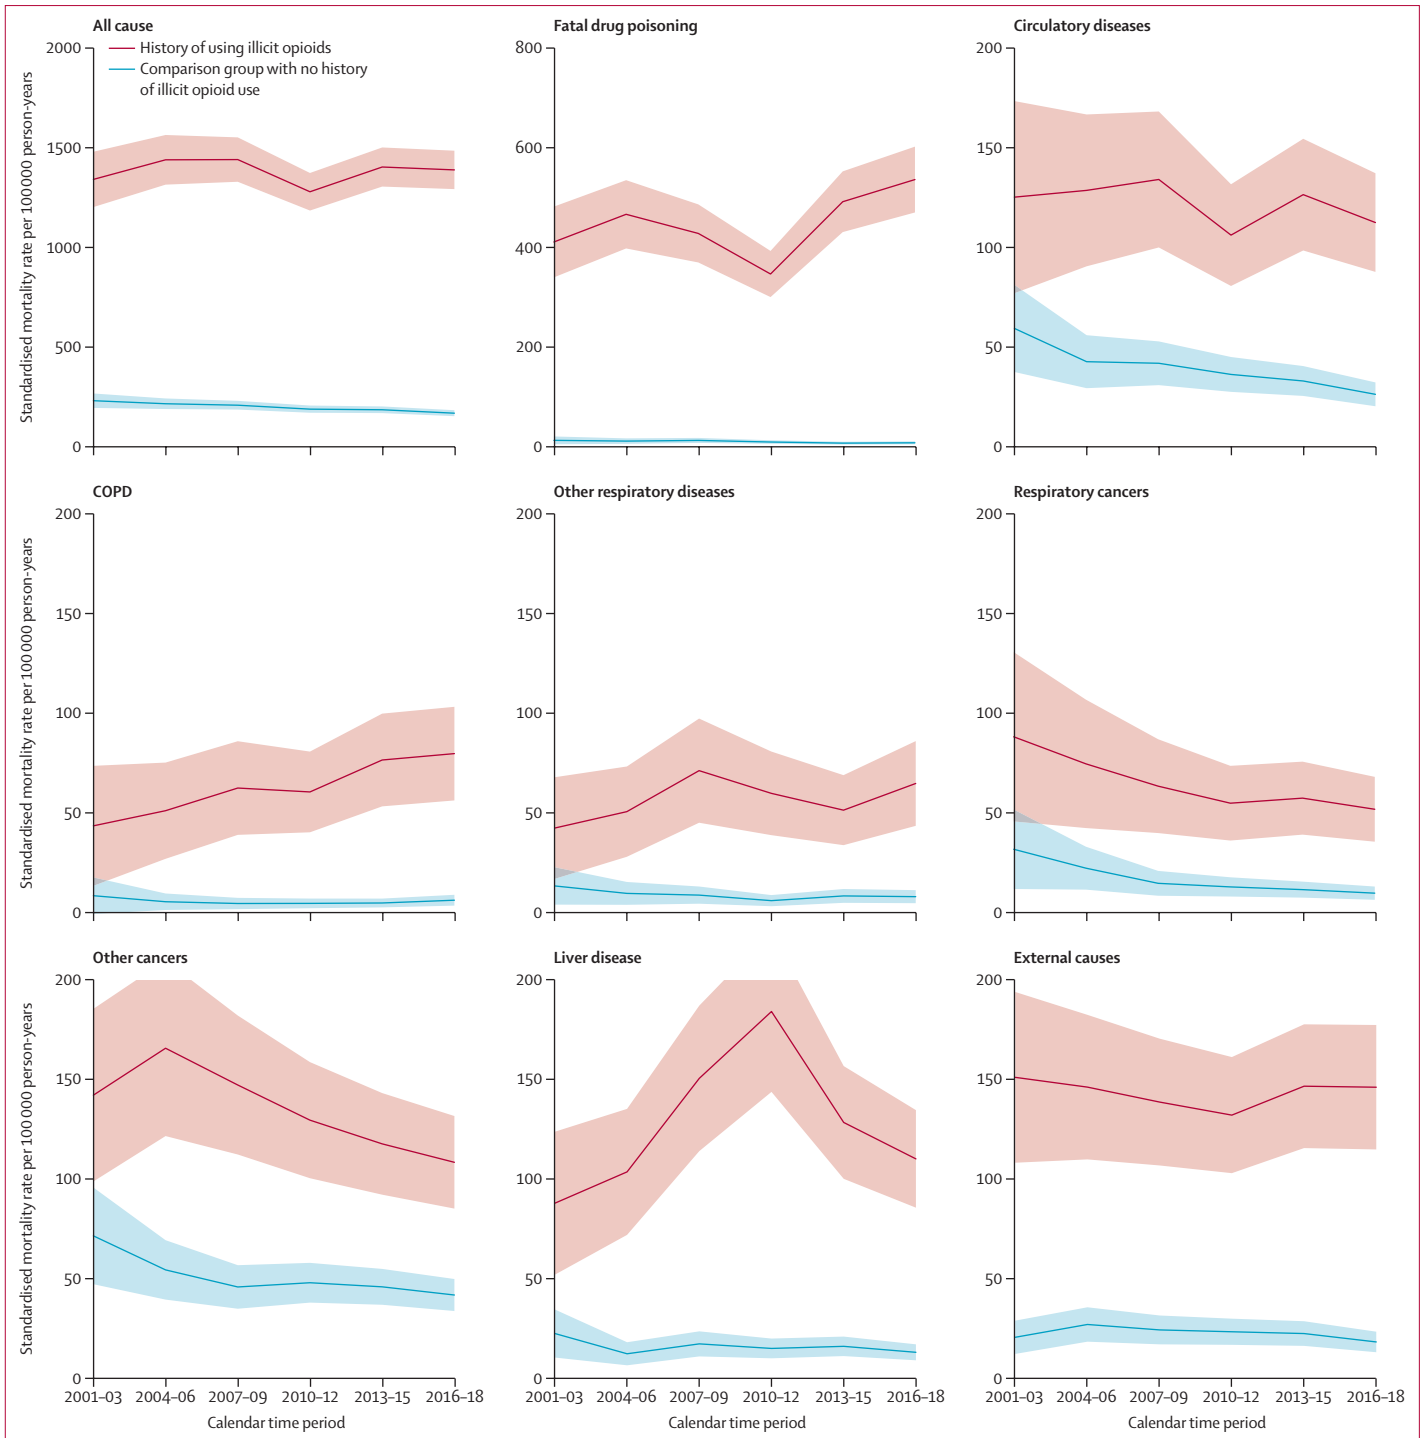 All cause
Fatal drug poisoning
Circulatory diseases
History of using illicit opioids
Comparison group with no history
of illicit opioid use
Standardised mortality rate per 100 000 person-years
2000
1500
1000
500
0
800
600
400
200
0
200
150
100
50
0
COPD
Other respiratory diseases
Respiratory cancers
Standardised mortality rate per 100 000 person-years
200
150
100
50
0
200
150
100
50
0
200
150
100
50
0
Other cancers
Liver disease
External causes
Standardised mortality rate per 100 000 person-years
200
150
100
50
0
200
150
100
50
0
200
150
100
50
0
2001–03 2004–06 2007–09 2010–12 2013–15 2016–18
2001–03 2004–06 2007–09 2010–12 2013–15 2016–18
2001–03 2004–06 2007–09 2010–12 2013–15 2016–18
Calendar time period
Calendar time period
Calendar time period